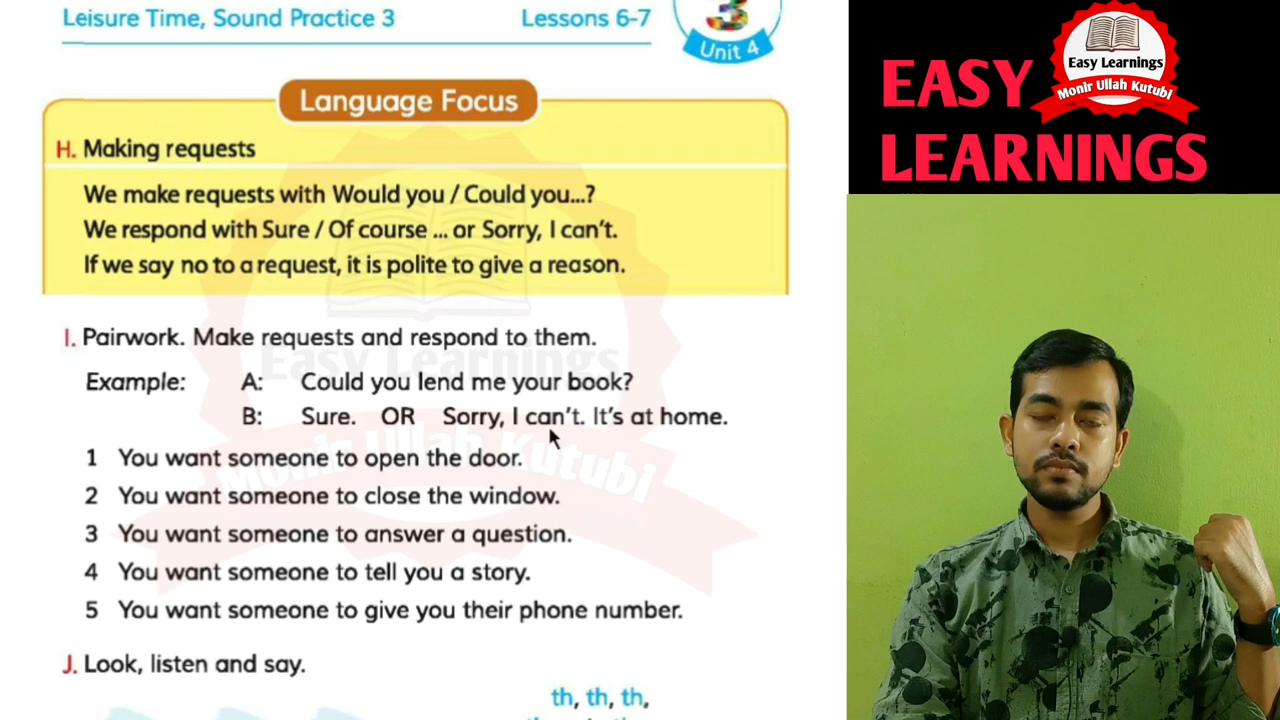 Leisure Time, Sound Practice 3 Lessons 6-7
3
Unit 4
Language Focus
H. Making requests
We make requests with Would you / Could you...?
We respond with Sure / Of course ... or Sorry, I can't.
If we say no to a request, it is polite to give a reason.
I. Pairwork. Make requests and respond to them.
Example: A: Could you lend me your book?
B: Sure. OR Sorry, I can't. It's at home.
1 You want someone to open the door.
2 You want someone to close the window.
3 You want someone to answer a question.
4 You want someone to tell you a story.
5 You want someone to give you their phone number.
J. Look, listen and say.
th, th, th,
Easy Learnings
Monir Ullah Kutubi
EASY
LEARNINGS
Easy Learnings
Monir Ullah Kutubi